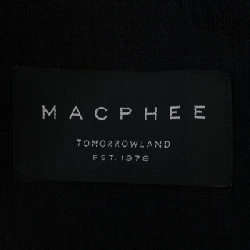 MACPHEE
TOMORROWLAND
EST. 1978